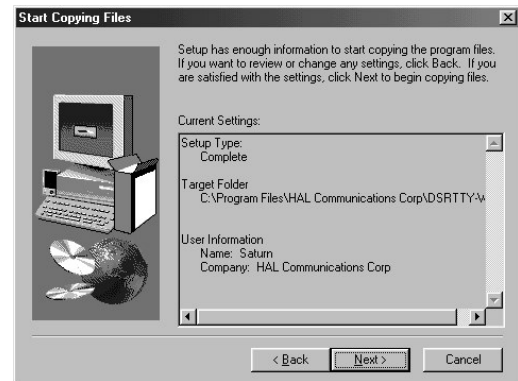 Start Copying Files
Setup has enough information to start copying the program files.
If you want to review or change any settings, click Back. If you
are satisfied with the settings, click Next to begin copying files.
Current Settings:
Setup Type:
Complete
Target Folder
C:\Program Files\HAL Communications Corp\DSRTTY-W
User Information
Name: Saturn
Company: HAL Communications Corp
< Back
Next >
Cancel